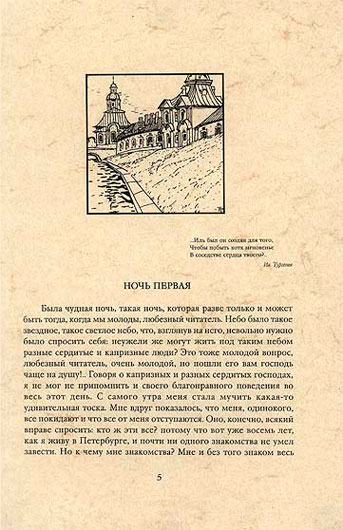 ...Иль был он создан для того,
Чтобы побыть хотя мгновенье
В соседстве сердца твоего?..
Ив. Тургенев
НОЧЬ ПЕРВАЯ
Была чудная ночь, такая ночь, которая разве только и может
быть тогда, когда мы молоды, любезный читатель. Небо было такое
звездное, такое светлое небо, что, взглянув на него, невольно нужно
было спросить себя: неужели же могут жить под таким небом
разные сердитые и капризные люди? Это тоже молодой вопрос,
любезный читатель, очень молодой, но пошли его вам господь
чаще на душу!.. Говоря о капризных и разных сердитых господах,
я не мог не припомнить и своего благонравного поведения во
весь этот день. С самого утра меня стала мучить какая-то
удивительная тоска. Мне вдруг показалось, что меня, одинокого,
все покидают и что все от меня отступаются. Оно, конечно, всякий
вправе спросить: кто ж эти все? потому что вот уже восемь лет,
как я живу в Петербурге, и почти ни одного знакомства не умел
завести. Но к чему мне знакомства? Мне и без того знаком весь
5